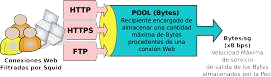 HTTP
HTTPS
FTP
Conexiones Web
Filtradas por Squid
POOL (Bytes)
Recipiente encargado de
almacenar una cantidad
máxima de Bytes
procedentes de una
conexión Web
Bytes/sg
(x8 bps)
Velocidad Máxima
de servicio
de salida de los Bytes
almacenados por la Poo